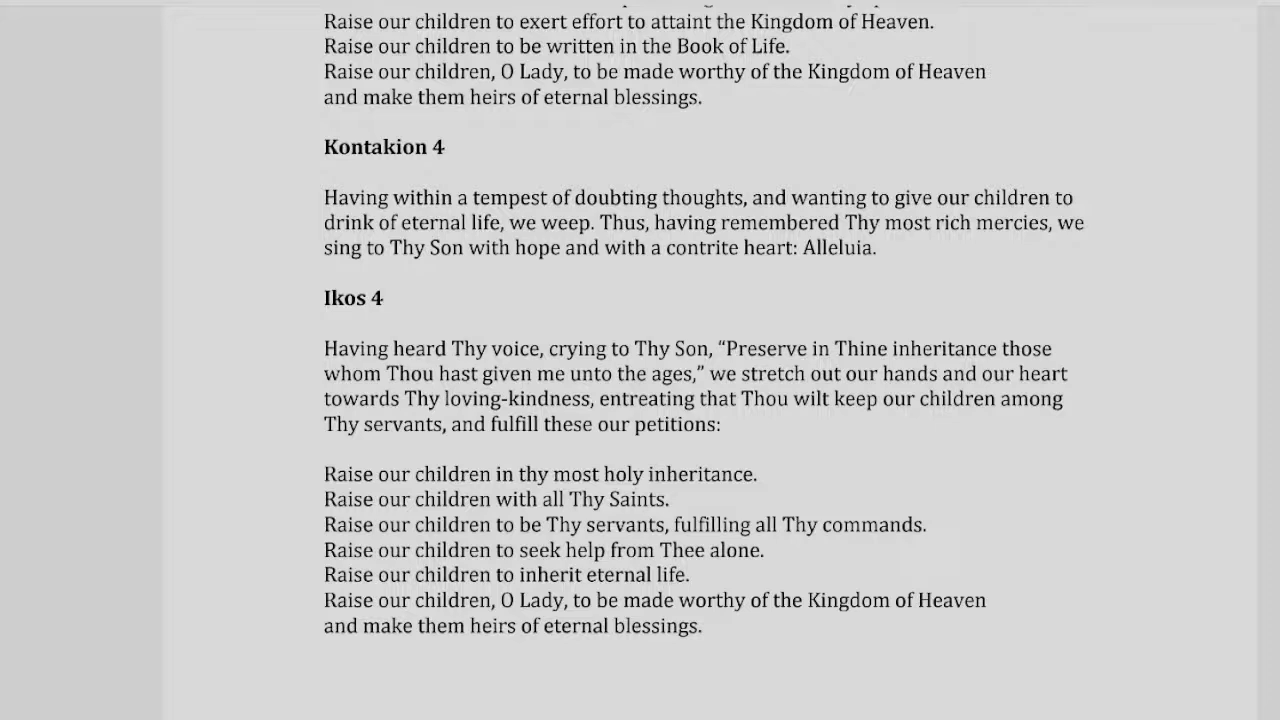 Raise our children to exert effort to attaint the Kingdom of Heaven.
Raise our children to be written in the Book of Life.
Raise our children, O Lady, to be made worthy of the Kingdom of Heaven
and make them heirs of eternal blessings.
Kontakion 4
Having within a tempest of doubting thoughts, and wanting to give our children to
drink of eternal life, we weep. Thus, having remembered Thy most rich mercies, we
sing to Thy Son with hope and with a contrite heart: Alleluia.
Ikos 4
Having heard Thy voice, crying to Thy Son, “Preserve in Thine inheritance those
whom Thou hast given me unto the ages,” we stretch out our hands and our heart
towards Thy loving-kindness, entreating that Thou wilt keep our children among
Thy servants, and fulfill these our petitions:
Raise our children in thy most holy inheritance.
Raise our children with all Thy Saints.
Raise our children to be Thy servants, fulfilling all Thy commands.
Raise our children to seek help from Thee alone.
Raise our children to inherit eternal life.
Raise our children, O Lady, to be made worthy of the Kingdom of Heaven
and make them heirs of eternal blessings.